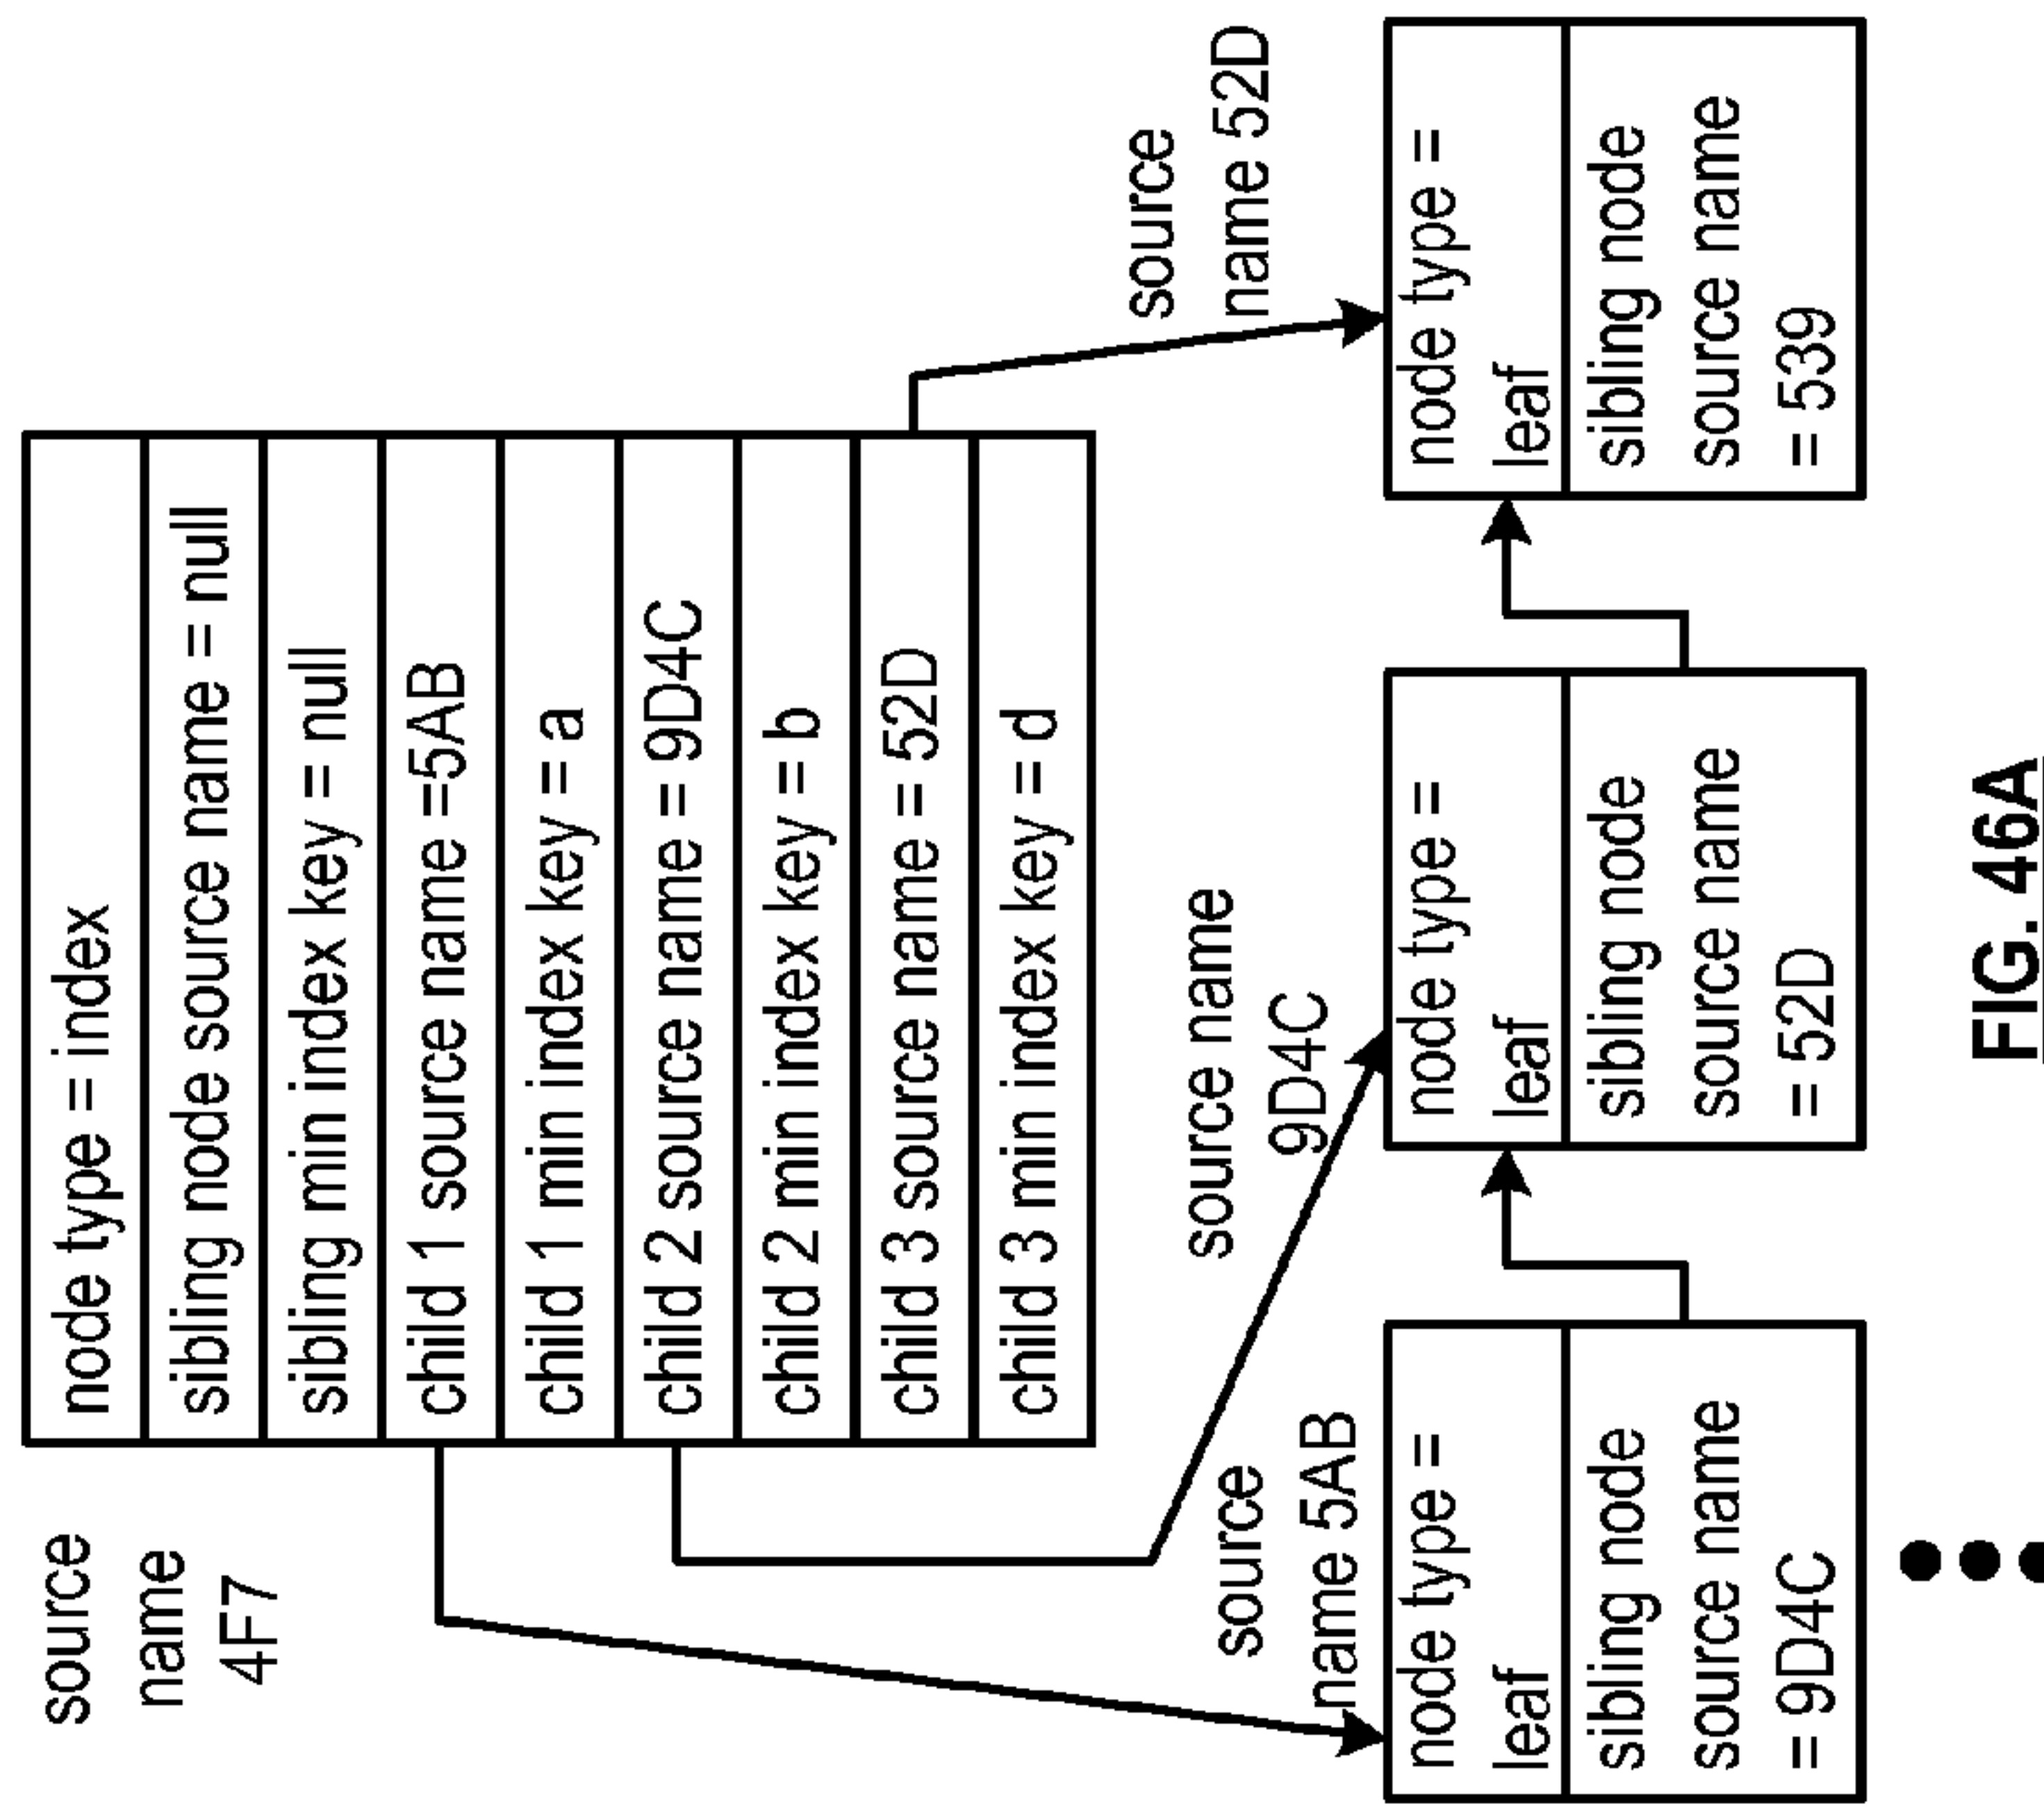 source
name
4F7
node type = index
sibling node source name = null
sibling min index key = null
child 1 source name =5AB
child 1 min index key = a
child 2 source name = 9D4C
child 2 min index key = b
child 3 source name = 52D
child 3 min index key = d
source
name 5AB
node type =
leaf
sibling node
source name
= 9D4C
source name
9D4C
node type =
leaf
sibling node
source name
= 52D
source
name 52D
node type =
leaf
sibling node
source name
= 539
FIG. 46A